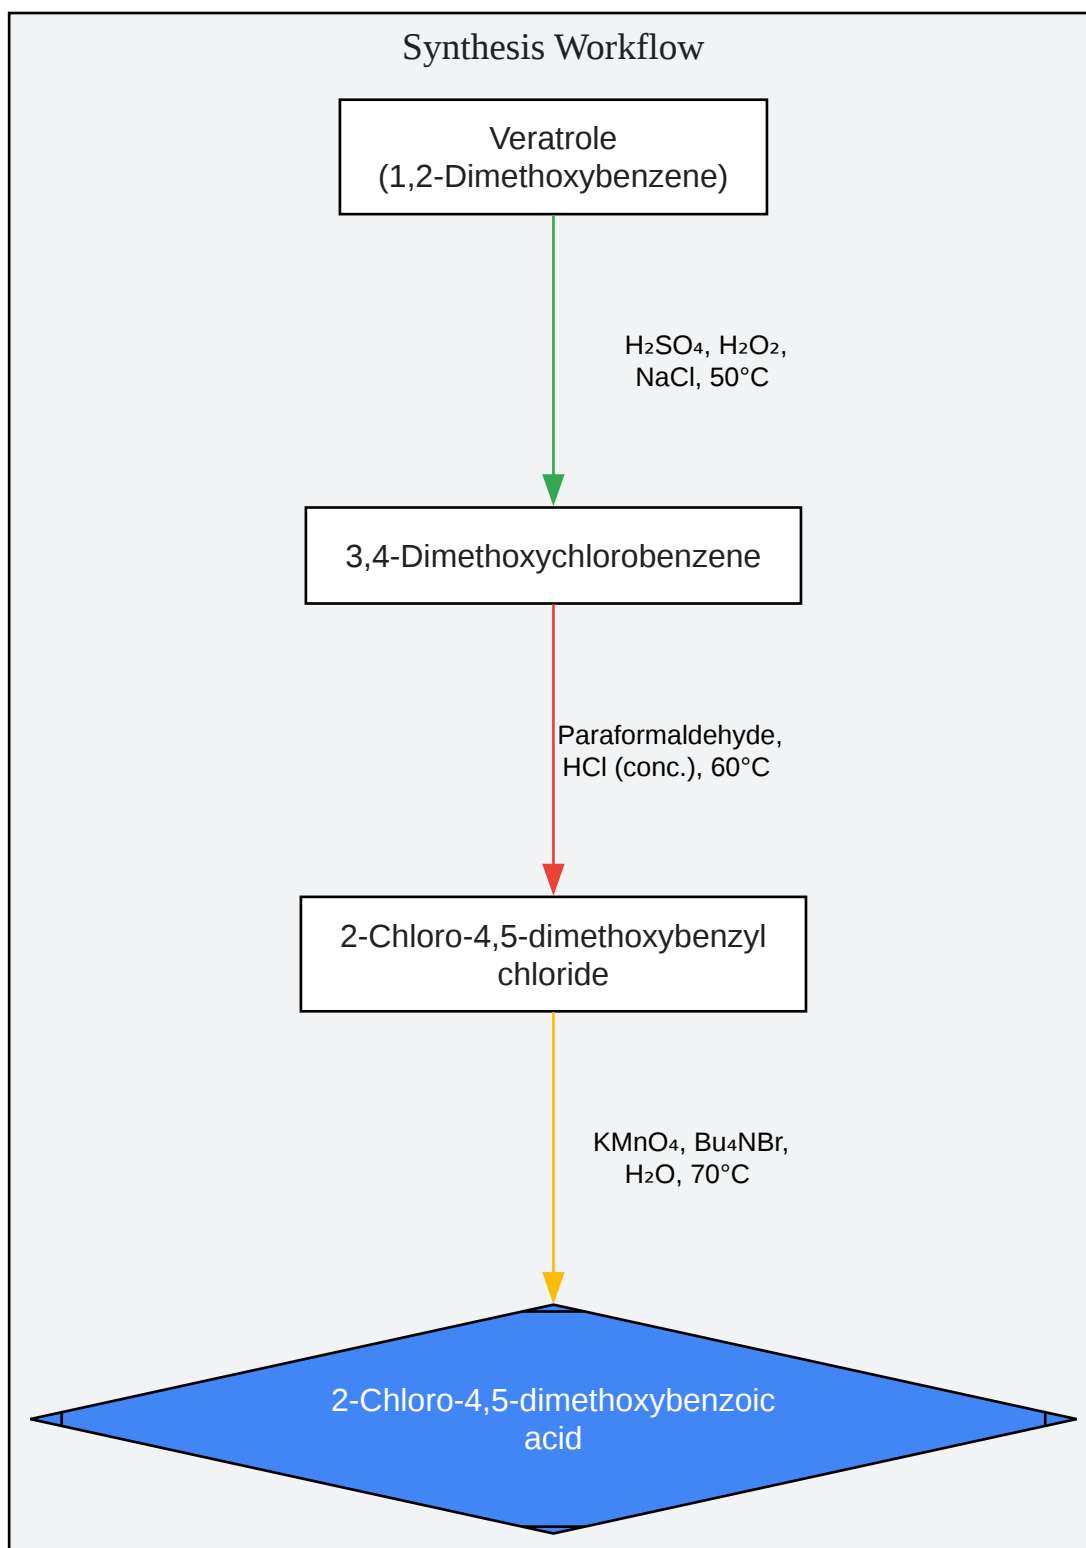 Synthesis Workflow
Veratrole
(1,2-Dimethoxybenzene)
H₂SO₄, H₂O₂,
NaCl, 50°C
3,4-Dimethoxychlorobenzene
Paraformaldehyde,
HCl (conc.), 60°C
2-Chloro-4,5-dimethoxybenzyl
chloride
KMnO₄, Bu₄NBr,
H₂O, 70°C
2-Chloro-4,5-dimethoxybenzoic
acid